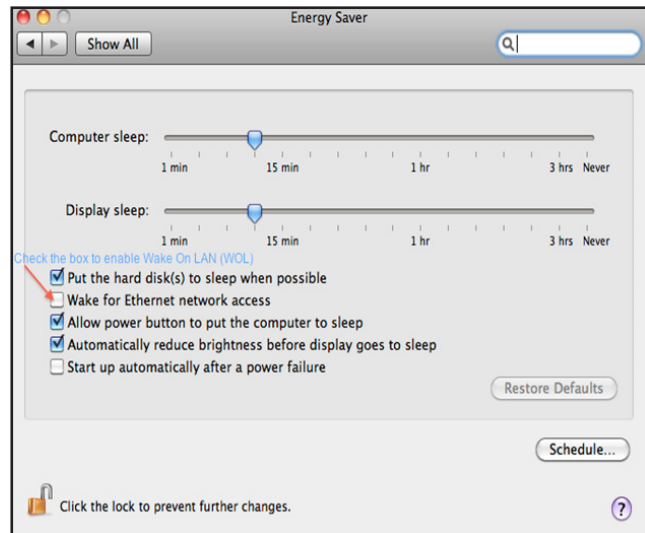 Energy Saver
Show All
Computer sleep:
1 min 15 min 1 hr 3 hrs Never
Display sleep:
1 min 15 min 1 hr 3 hrs Never
Check the box to enable Wake On LAN (WOL)
Put the hard disk(s) to sleep when possible
Wake for Ethernet network access
Allow power button to put the computer to sleep
Automatically reduce brightness before display goes to sleep
Start up automatically after a power failure
Restore Defaults
Schedule...
Click the lock to prevent further changes.
?